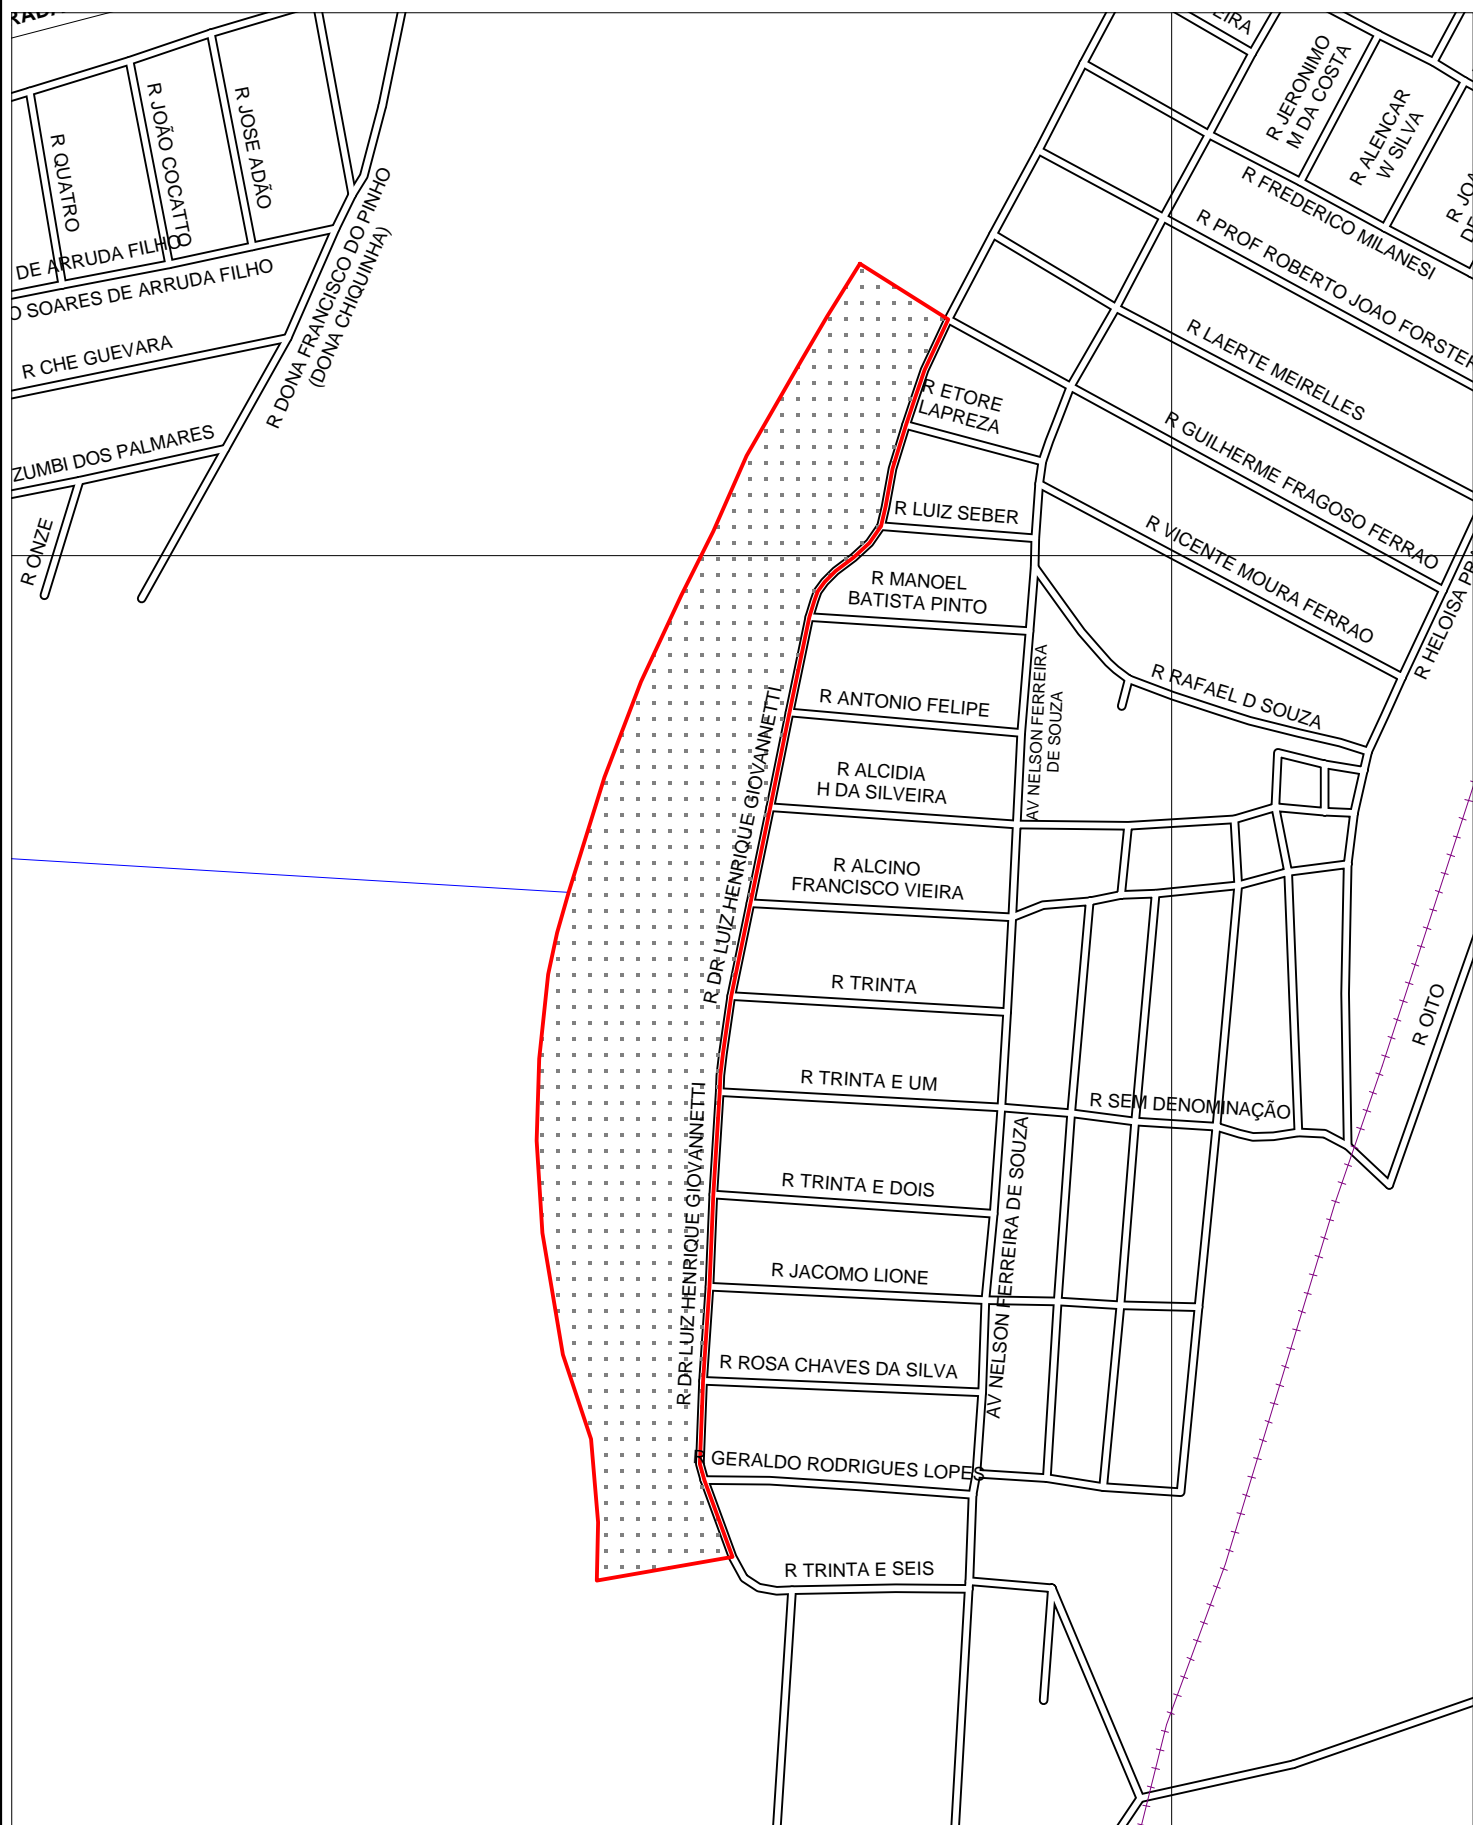 R QUATRO
R JOÃO COCATTO
R JOSE ADÃO
DE ARRUDA FILHO
O SOARES DE ARRUDA FILHO
R CHE GUEVARA
ZUMBI DOS PALMARES
R ONZE
R DONA FRANCISCO DO PINHO
(DONA CHIQUINHA)
EIRA
R JERONIMO
M DA COSTA
R ALENCAR
W SILVA
R FREDERICO MILANESI
R PROF ROBERTO JOAO FORSTER
R LAERTE MEIRELLES
R GUILHERME FRAGOSO FERRAO
R VICENTE MOURA FERRAO
R RAFAEL D SOUZA
R HELOISA
R ETORE
LAPREZA
R LUIZ SEBER
R MANOEL
BATISTA PINTO
R ANTONIO FELIPE
R ALCIDIA
H DA SILVEIRA
R ALCINO
FRANCISCO VIEIRA
AV NELSON FERREIRA
DE SOUZA
R DR LUIZ HENRIQUE GIOVANNETTI
R TRINTA
R TRINTA E UM
R SEM DENOMINAÇÃO
R OITO
R TRINTA E DOIS
R JACOMO LIONE
R ROSA CHAVES DA SILVA
R DR LUIZ HENRIQUE GIOVANNETTI
AV NELSON FERREIRA DE SOUZA
R GERALDO RODRIGUES LOPES
R TRINTA E SEIS